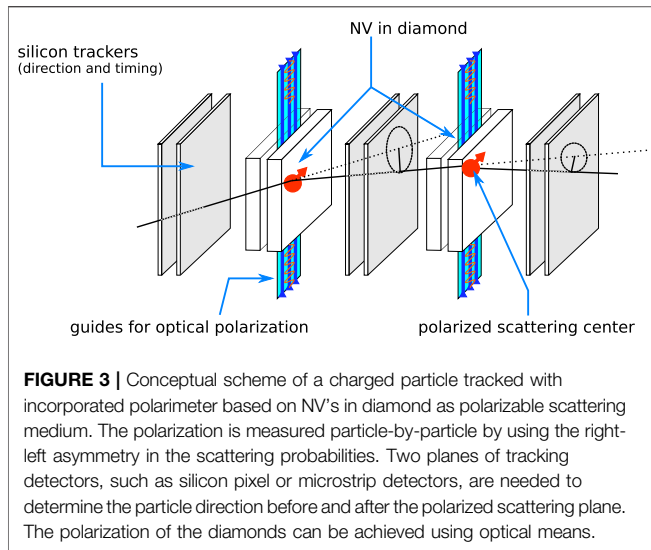 NV in diamond
silicon trackers
(direction and timing)
guides for optical polarization
polarized scattering center
FIGURE 3 | Conceptual scheme of a charged particle tracked with
incorporated polarimeter based on NV's in diamond as polarizable scattering
medium. The polarization is measured particle-by-particle by using the right-
left asymmetry in the scattering probabilities. Two planes of tracking
detectors, such as silicon pixel or microstrip detectors, are needed to
determine the particle direction before and after the polarized scattering plane.
The polarization of the diamonds can be achieved using optical means.